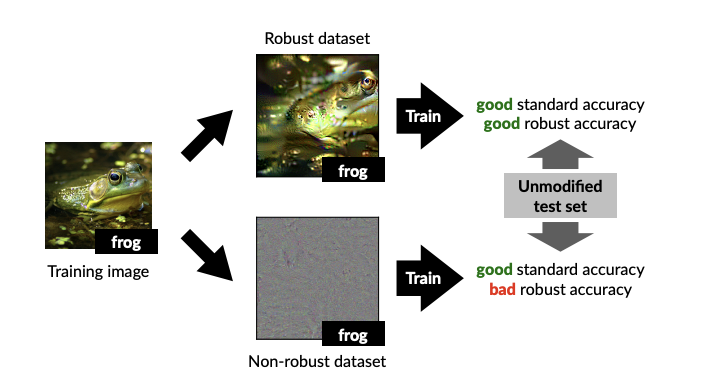 Robust dataset
frog
Train
good standard accuracy
good robust accuracy
frog
Training image
Unmodified
test set
frog
Train
good standard accuracy
bad robust accuracy
Non-robust dataset